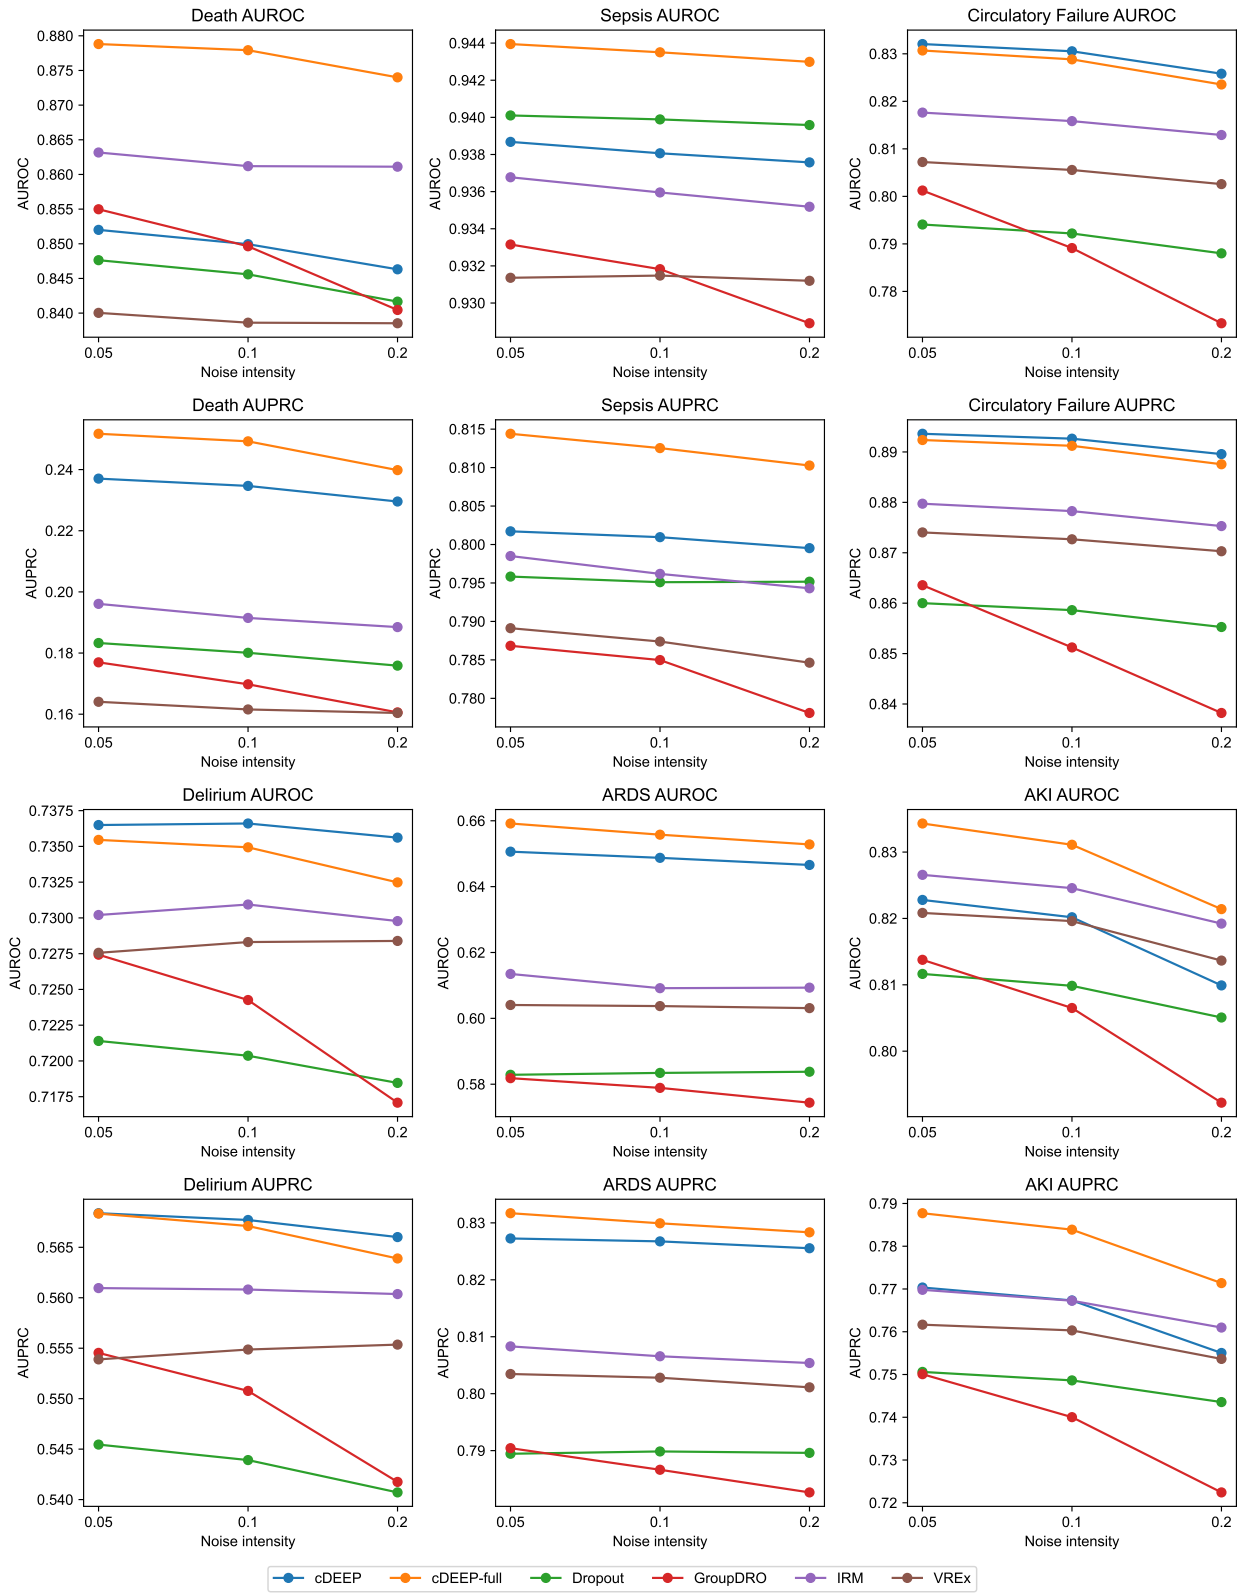 Death AUROC
0.880
0.875
0.870
0.865
0.860
0.855
0.850
0.845
0.840
AUROC
0.05 0.1 0.2
Noise intensity
Sepsis AUROC
0.944
0.942
0.940
0.938
0.936
0.934
0.932
0.930
AUROC
0.05 0.1 0.2
Noise intensity
Circulatory Failure AUROC
0.83
0.82
0.81
0.80
0.79
0.78
AUROC
0.05 0.1 0.2
Noise intensity
Death AUPRC
0.24
0.22
0.20
0.18
0.16
AUPRC
0.05 0.1 0.2
Noise intensity
Sepsis AUPRC
0.815
0.810
0.805
0.800
0.795
0.790
0.785
0.780
AUPRC
0.05 0.1 0.2
Noise intensity
Circulatory Failure AUPRC
0.89
0.88
0.87
0.86
0.85
0.84
AUPRC
0.05 0.1 0.2
Noise intensity
Delirium AUROC
0.7375
0.7350
0.7325
0.7300
0.7275
0.7250
0.7225
0.7200
0.7175
AUROC
0.05 0.1 0.2
Noise intensity
ARDS AUROC
0.66
0.64
0.62
0.60
0.58
AUROC
0.05 0.1 0.2
Noise intensity
AKI AUROC
0.83
0.82
0.81
0.80
AUROC
0.05 0.1 0.2
Noise intensity
Delirium AUPRC
0.565
0.560
0.555
0.550
0.545
0.540
AUPRC
0.05 0.1 0.2
Noise intensity
ARDS AUPRC
0.83
0.82
0.81
0.80
0.79
AUPRC
0.05 0.1 0.2
Noise intensity
AKI AUPRC
0.79
0.78
0.77
0.76
0.75
0.74
0.73
0.72
AUPRC
0.05 0.1 0.2
Noise intensity
cDEEP cDEEP-full Dropout GroupDRO IRM VREx